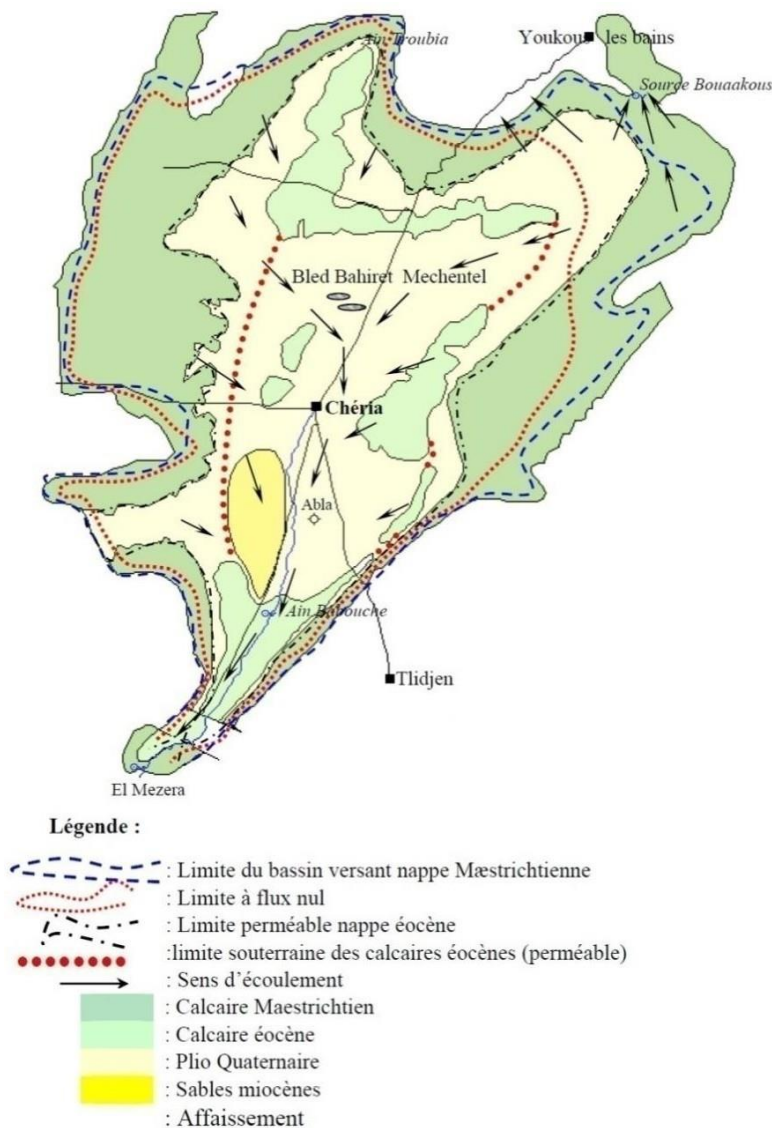 Ain Troubia
Youkous les bains
Source Bouaakous
Bled Bahiret Mechentel
Chéria
Abla
Ain Babouche
Tlidjen
El Mezera
Légende :
: Limite du bassin versant nappe Mæstrichtienne
: Limite à flux nul
: Limite perméable nappe éocène
:limite souterraine des calcaires éocènes (perméable)
: Sens d'écoulement
: Calcaire Maestrichtien
: Calcaire éocène
: Plio Quaternaire
: Sables miocènes
: Affaissement